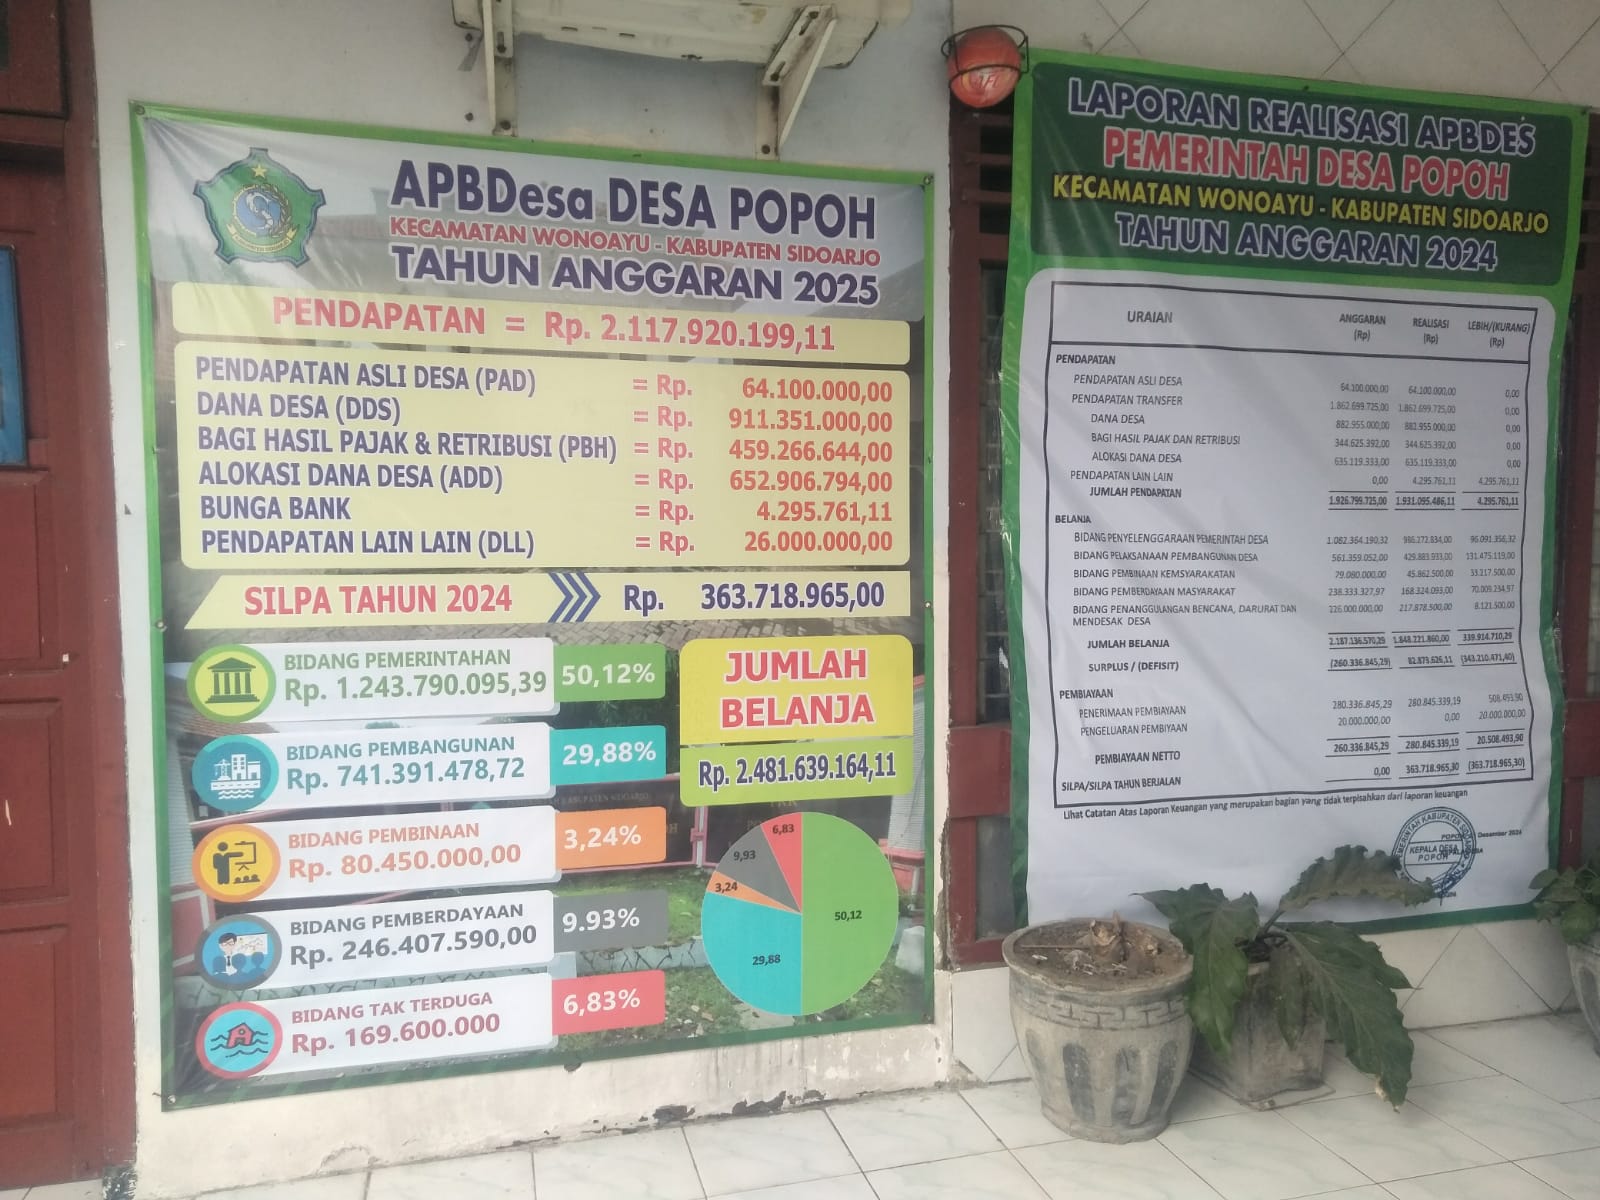 APBDesa DESA POPOH
KECAMATAN WONOAYU - KABUPATEN SIDOARJO
TAHUN ANGGARAN 2025
PENDAPATAN = Rp. 2.117.920.199,11
PENDAPATAN ASLI DESA (PAD) = Rp. 64.100.000,00
DANA DESA (DDS) = Rp. 911.351.000,00
BAGI HASIL PAJAK & RETRIBUSI (PBH) = Rp. 459.266.644,00
ALOKASI DANA DESA (ADD) = Rp. 652.906.794,00
BUNGA BANK = Rp. 4.295.761,11
PENDAPATAN LAIN LAIN (DLL) = Rp. 26.000.000,00
SILPA TAHUN 2024 Rp. 363.718.965,00
BIDANG PEMERINTAHAN
Rp. 1.243.790.095,39 50,12%
BIDANG PEMBANGUNAN
Rp. 741.391.478,72 29,88%
BIDANG PEMBINAAN
Rp. 80.450.000,00 3,24%
BIDANG PEMBERDAYAAN
Rp. 246.407.590,00 9.93%
BIDANG TAK TERDUGA
Rp. 169.600.000 6,83%
JUMLAH
BELANJA
Rp. 2.481.639.164,11
6,83
9,93
3,24
50,12
29,88
LAPORAN REALISASI APBDES
PEMERINTAH DESA POPOH
KECAMATAN WONOAYU - KABUPATEN SIDOARJO
TAHUN ANGGARAN 2024
URAIAN ANGGARAN (Rp) REALISASI (Rp) LEBIH/(KURANG) (Rp)
PENDAPATAN
PENDAPATAN ASLI DESA 64.100.000,00 64.100.000,00 0,00
PENDAPATAN TRANSFER 1.862.699.725,00 1.862.699.725,00 0,00
DANA DESA 882.955.000,00 882.955.000,00 0,00
BAGI HASIL PAJAK DAN RETRIBUSI 344.625.392,00 344.625.392,00 0,00
ALOKASI DANA DESA 635.119.333,00 635.119.333,00 0,00
PENDAPATAN LAIN LAIN 0,00 4.295.761,11 4.295.761,11
JUMLAH PENDAPATAN 1.926.799.725,00 1.931.095.486,11 4.295.761,11
BELANJA
BIDANG PENYELENGGARAAN PEMERINTAH DESA 1.082.364.190,32 986.272.834,00 96.091.356,32
BIDANG PELAKSANAAN PEMBANGUNAN DESA 561.359.052,00 429.883.933,00 131.475.119,00
BIDANG PEMBINAAN KEMSYARAKATAN 79.080.000,00 45.862.500,00 33.217.500,00
BIDANG PEMBERDAYAAN MASYARAKAT 238.333.327,97 168.324.093,00 70.009.234,97
BIDANG PENANGGULANGAN BENCANA, DARURAT DAN 226.000.000,00 217.878.500,00 8.121.500,00
MENDESAK DESA
JUMLAH BELANJA 2.187.136.570,29 1.848.221.860,00 339.914.710,29
SURPLUS / (DEFISIT) (260.336.845,29) 82.873.626,11 (343.210.471,40)
PEMBIAYAAN
PENERIMAAN PEMBIAYAAN 280.336.845,29 280.845.339,19 508.493,90
PENGELUARAN PEMBIYAAN 20.000.000,00 0,00 20.000.000,00
PEMBIAYAAN NETTO 260.336.845,29 280.845.339,19 20.508.493,90
SILPA/SILPA TAHUN BERJALAN 0,00 363.718.965,30 (363.718.965,30)
Lihat Catatan Atas Laporan Keuangan yang merupakan bagian yang tidak terpisahkan dari laporan keuangan
Desember 2024
KEPALA DESA
POPOH